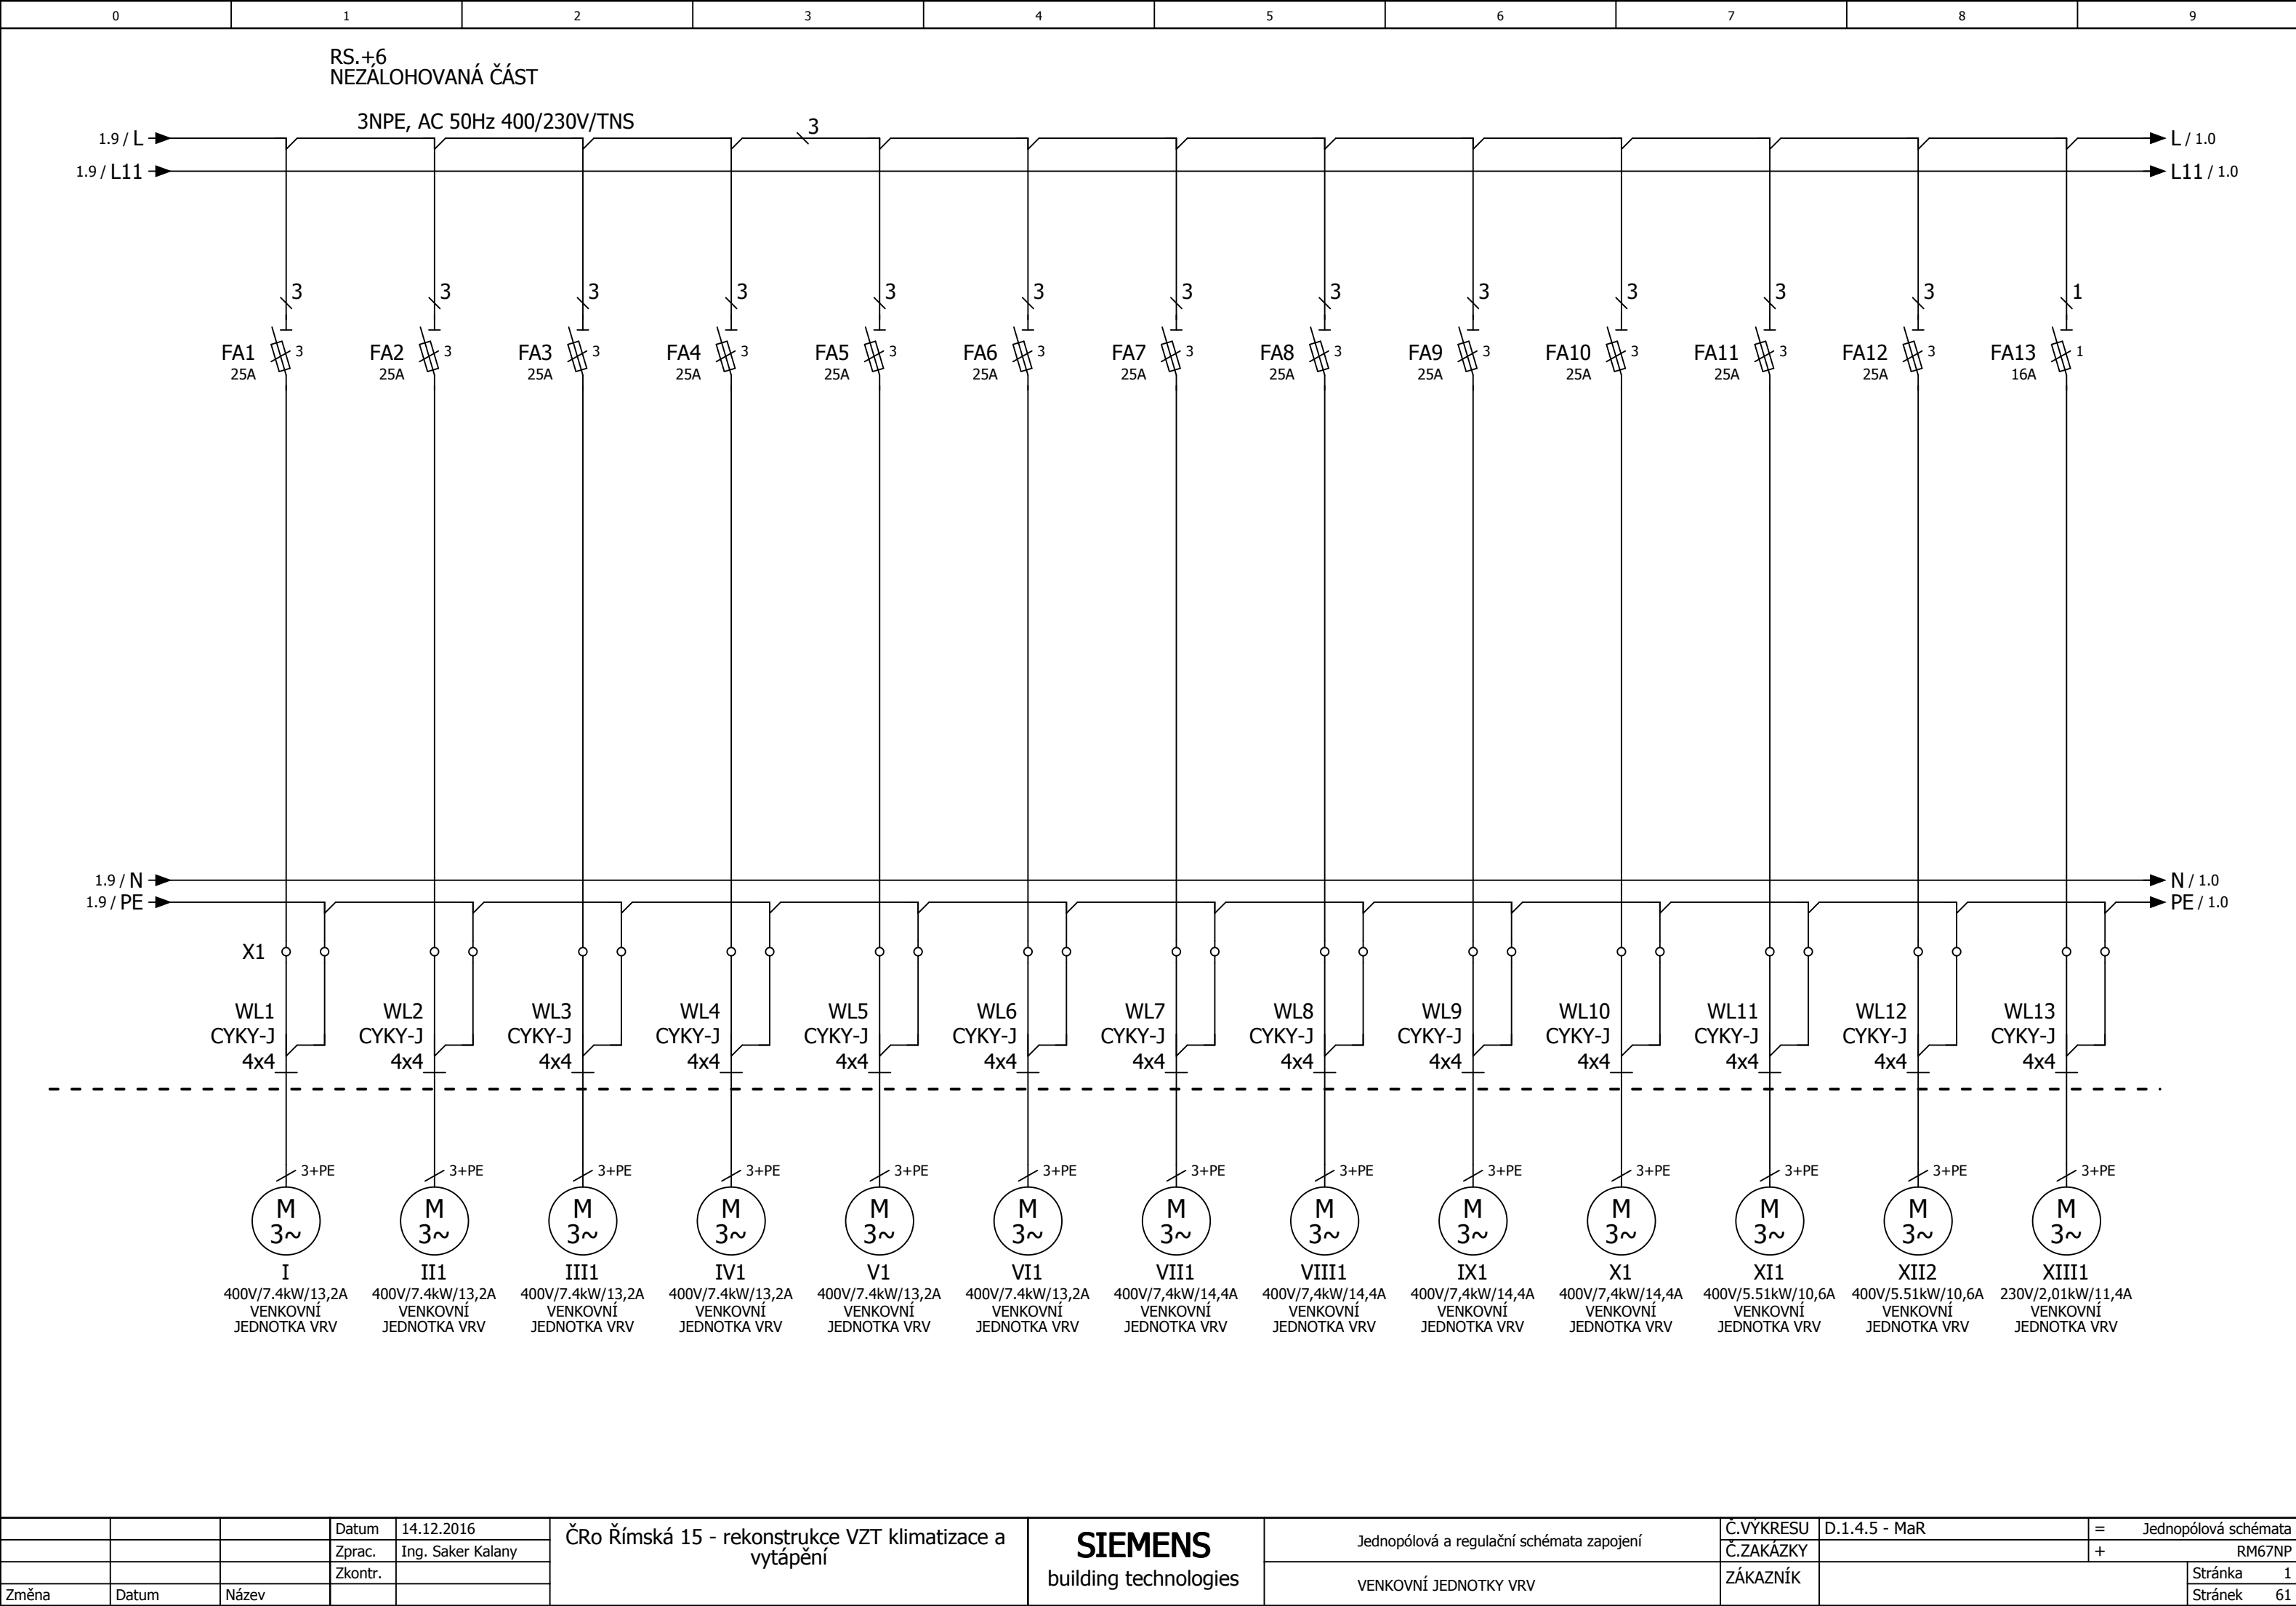 0 1 2 3 4 5 6 7 8 9
RS.+6
NEZÁLOHOVANÁ ČÁST
3NPE, AC 50Hz 400/230V/TNS
3
1.9 / L L / 1.0
1.9 / L11 L11 / 1.0
3 3 3 3 3 3 3 3 3 3 3 3 1
FA1 3 FA2 3 FA3 3 FA4 3 FA5 3 FA6 3 FA7 3 FA8 3 FA9 3 FA10 3 FA11 3 FA12 3 FA13 1
25A 25A 25A 25A 25A 25A 25A 25A 25A 25A 25A 25A 16A
1.9 / N N / 1.0
1.9 / PE PE / 1.0
X1
WL1 WL2 WL3 WL4 WL5 WL6 WL7 WL8 WL9 WL10 WL11 WL12 WL13
CYKY-J CYKY-J CYKY-J CYKY-J CYKY-J CYKY-J CYKY-J CYKY-J CYKY-J CYKY-J CYKY-J CYKY-J CYKY-J
4x4 4x4 4x4 4x4 4x4 4x4 4x4 4x4 4x4 4x4 4x4 4x4 4x4
3+PE 3+PE 3+PE 3+PE 3+PE 3+PE 3+PE 3+PE 3+PE 3+PE 3+PE 3+PE 3+PE
M M M M M M M M M M M M M
3~ 3~ 3~ 3~ 3~ 3~ 3~ 3~ 3~ 3~ 3~ 3~ 3~
I II1 III1 IV1 V1 VI1 VII1 VIII1 IX1 X1 XI1 XII2 XIII1
400V/7.4kW/13,2A 400V/7.4kW/13,2A 400V/7.4kW/13,2A 400V/7.4kW/13,2A 400V/7.4kW/13,2A 400V/7.4kW/13,2A 400V/7,4kW/14,4A 400V/7,4kW/14,4A 400V/7,4kW/14,4A 400V/7,4kW/14,4A 400V/5.51kW/10,6A 400V/5.51kW/10,6A 230V/2,01kW/11,4A
VENKOVNÍ VENKOVNÍ VENKOVNÍ VENKOVNÍ VENKOVNÍ VENKOVNÍ VENKOVNÍ VENKOVNÍ VENKOVNÍ VENKOVNÍ VENKOVNÍ VENKOVNÍ VENKOVNÍ
JEDNOTKA VRV JEDNOTKA VRV JEDNOTKA VRV JEDNOTKA VRV JEDNOTKA VRV JEDNOTKA VRV JEDNOTKA VRV JEDNOTKA VRV JEDNOTKA VRV JEDNOTKA VRV JEDNOTKA VRV JEDNOTKA VRV JEDNOTKA VRV
Datum 14.12.2016
Zprac. Ing. Saker Kalany
Zkontr.
Změna Datum Název
ČRo Římská 15 - rekonstrukce VZT klimatizace a
vytápění
SIEMENS
building technologies
Jednopólová a regulační schémata zapojení
VENKOVNÍ JEDNOTKY VRV
Č.VÝKRESU D.1.4.5 - MaR
Č.ZAKÁZKY
ZÁKAZNÍK
= Jednopólová schémata
+ RM67NP
Stránka 1
Stránek 61